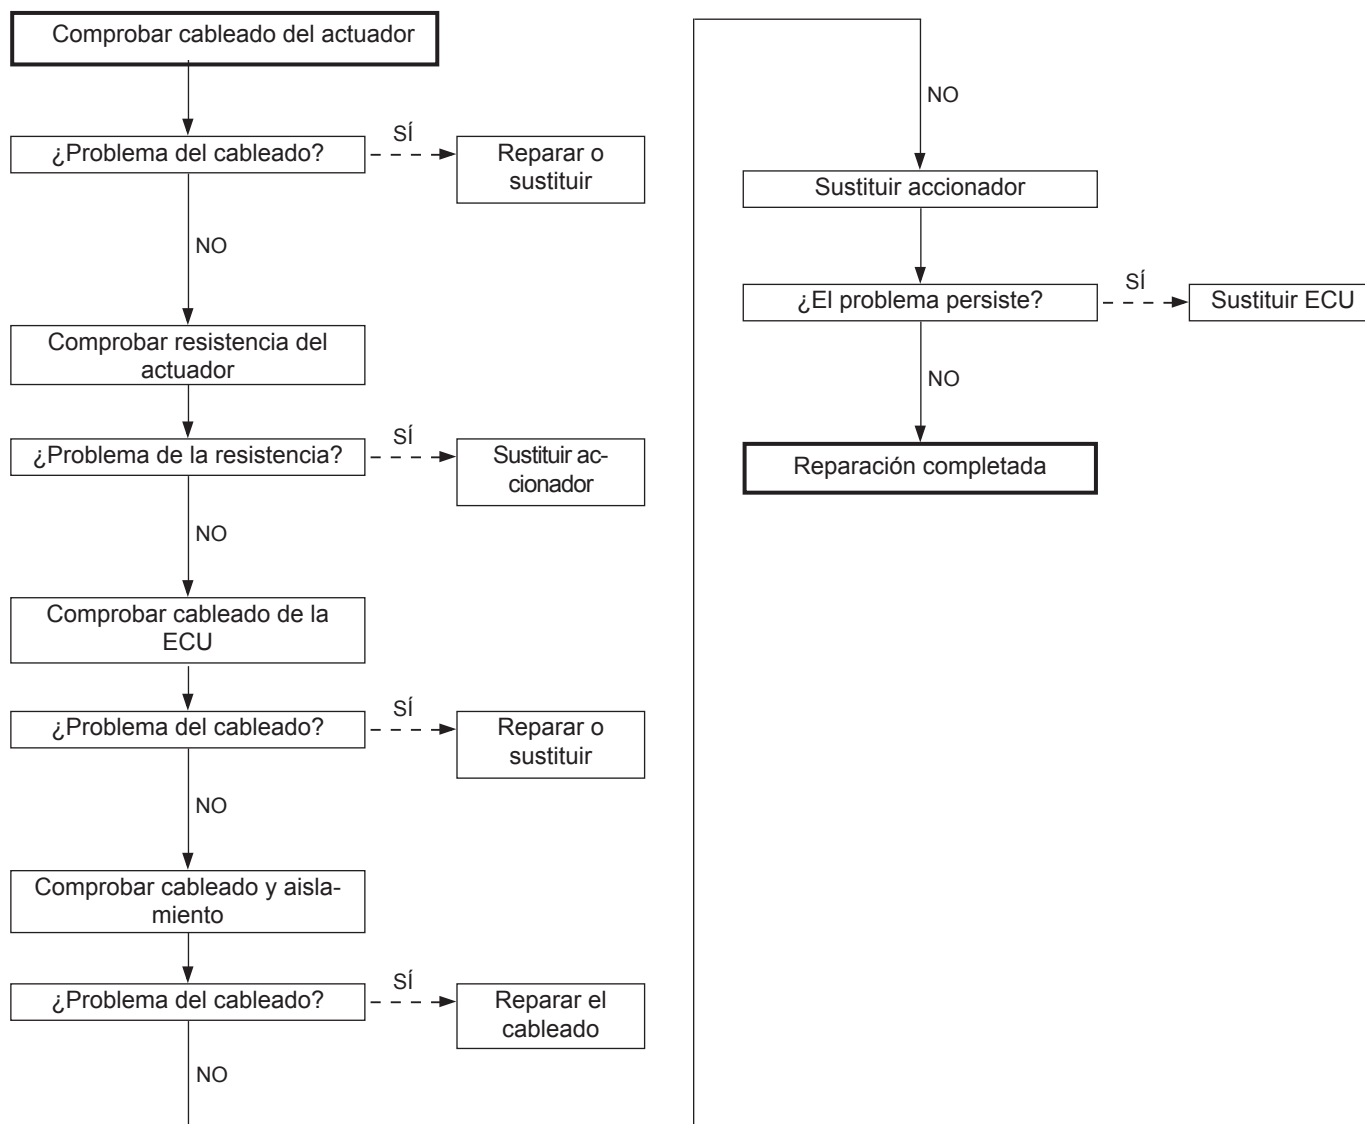 Comprobar cableado del actuador
¿Problema del cableado?
SÍ
Reparar o
sustituir
NO
Comprobar resistencia del
actuador
¿Problema de la resistencia?
SÍ
Sustituir ac-
cionador
NO
Comprobar cableado de la
ECU
¿Problema del cableado?
SÍ
Reparar o
sustituir
NO
Comprobar cableado y aisla-
miento
¿Problema del cableado?
SÍ
Reparar el
cableado
NO
NO
Sustituir accionador
¿El problema persiste?
SÍ
Sustituir ECU
NO
Reparación completada